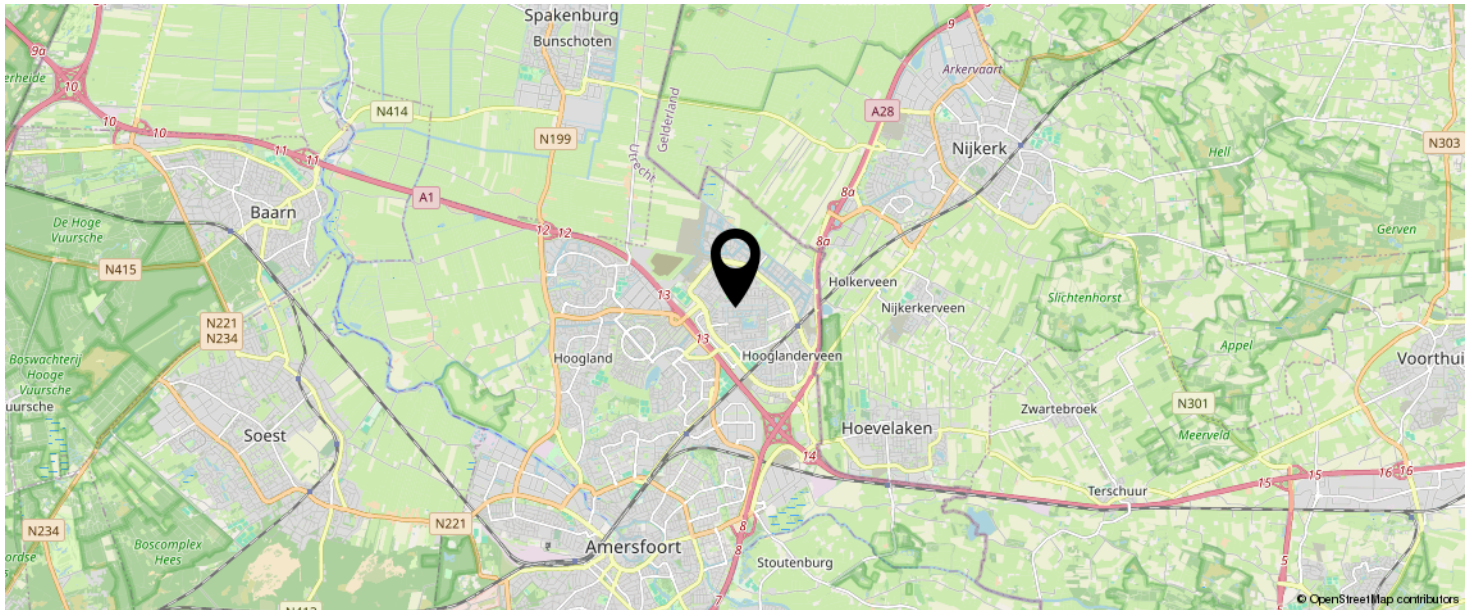 Spakenburg
Bunschoten
9
9a
erheide
10
Arkervaart
N414
A28
10
10
N199
Gelderland
Utrecht
Nijkerk
N303
Hell
11
11
A1
8a
Baarn
De Hoge
Vuursche
12
12
8a
Gerven
N415
Holkerveen
13
Slichtenhorst
Nijkerkerveen
N221
N234
13
Hoogland
Hooglanderveen
Appel
Voorthui
Boswachterij
Hooge
Vuursche
uursche
N301
Zwartebroek
Soest
Hoevelaken
Meerveld
14
15
15
16
16
Terschuur
N221
8
N234
Boscomplex
Hees
Amersfoort
8
oordse
Stoutenburg
5
5
7
N413
© OpenStreetMap contributors